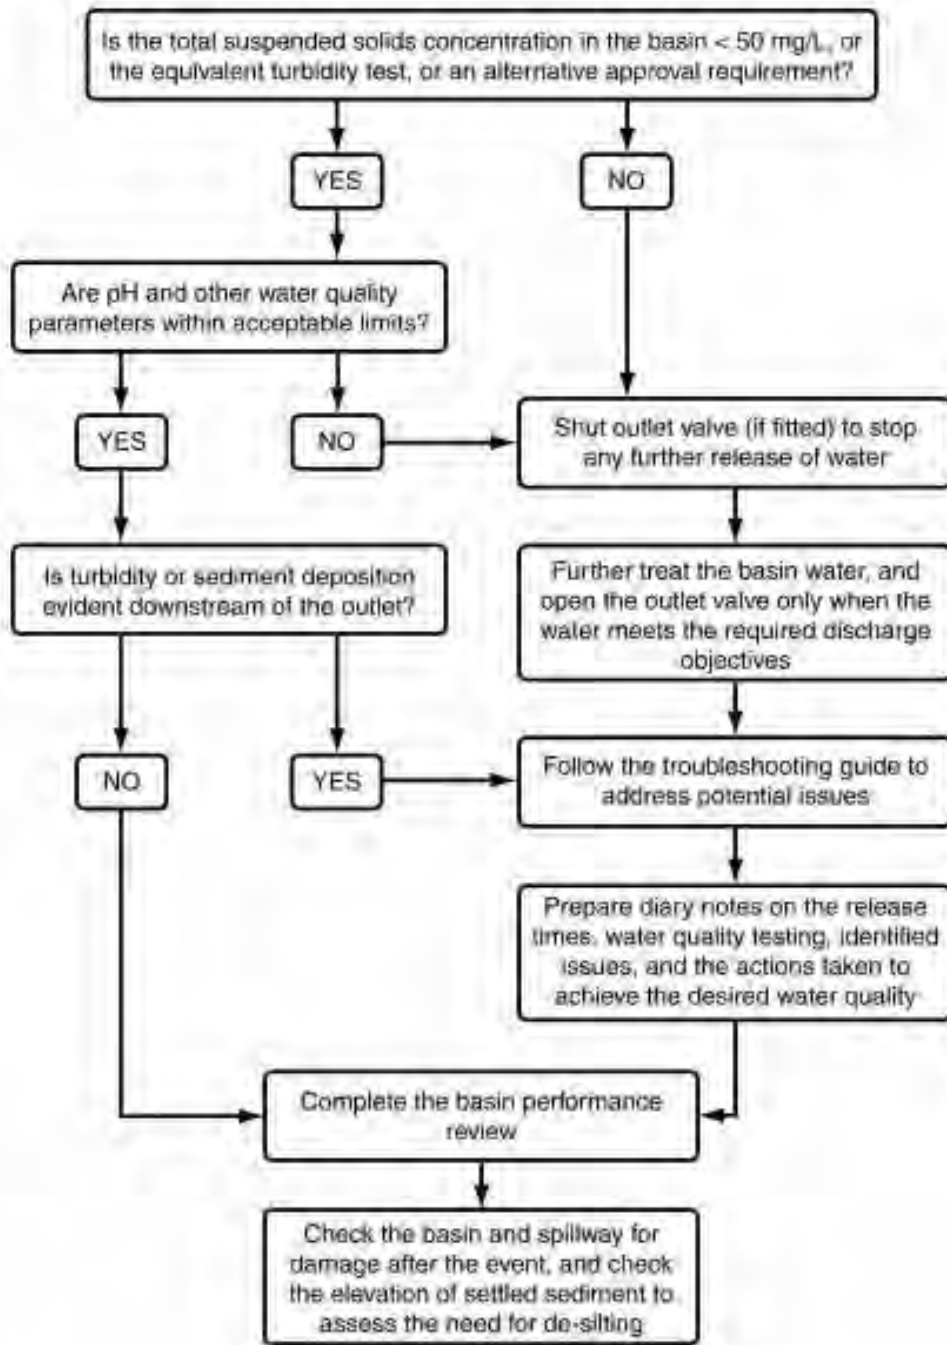 Is the total suspended solids concentration in the basin < 50 mg/L, or
the equivalent turbidity test, or an alternative approval requirement?
YES
NO
Are pH and other water quality
parameters within acceptable limits?
YES
NO
Shut outlet valve (if fitted) to stop
any further release of water
Is turbidity or sediment deposition
evident downstream of the outlet?
Further treat the basin water, and
open the outlet valve only when the
water meets the required discharge
objectives
NO
YES
Follow the troubleshooting guide to
address potential issues
Prepare diary notes on the release
times, water quality testing, identified
issues, and the actions taken to
achieve the desired water quality
Complete the basin performance
review
Check the basin and spillway for
damage after the event, and check
the elevation of settled sediment to
assess the need for de-silting